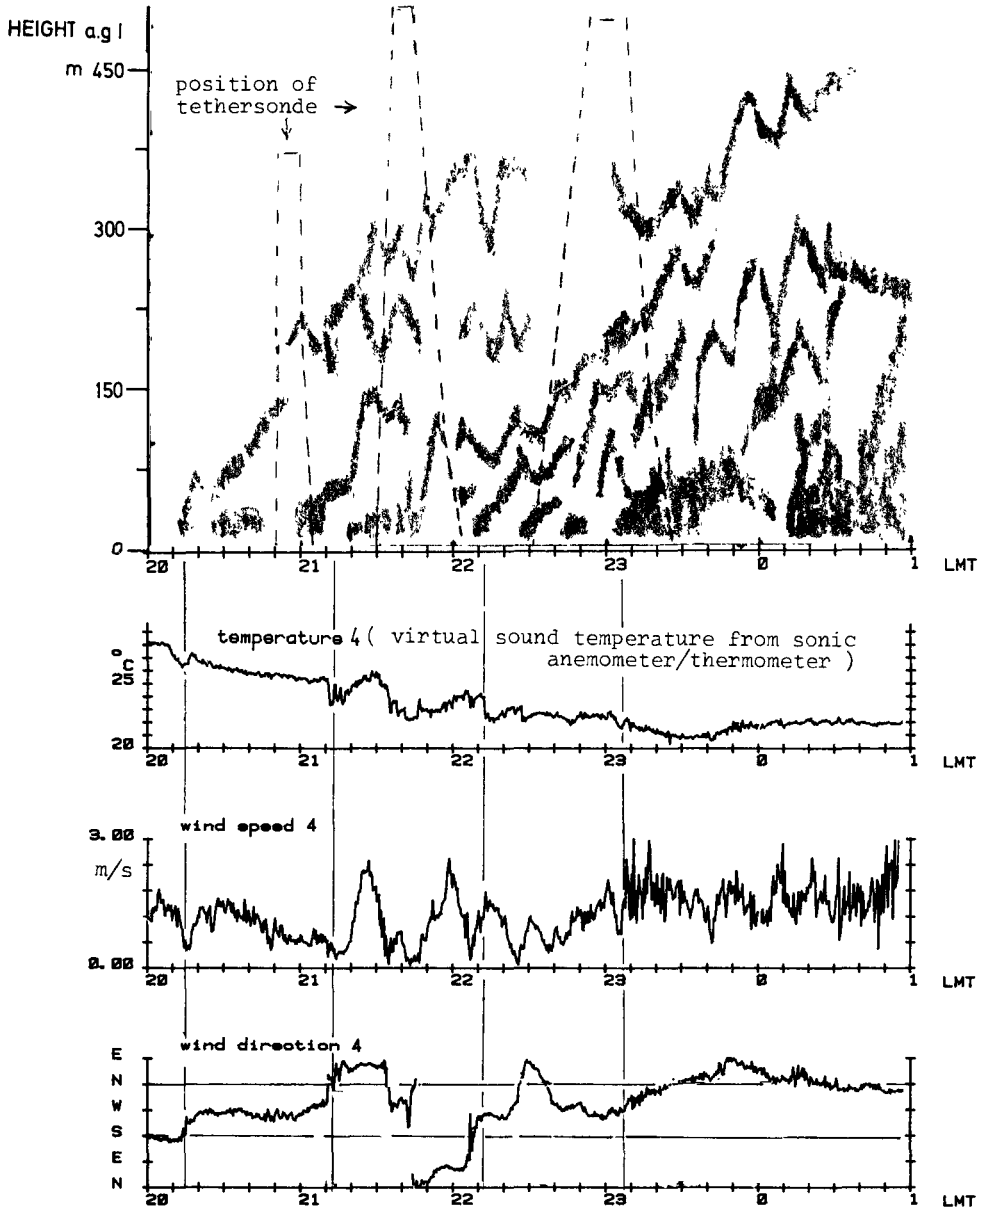 HEIGHT a.g l
m 450
position of
tethersonde →
300
150
0
20 21 22 23 0 1 LMT
temperature 4 ( virtual sound temperature from sonic
anemometer/thermometer )
°C
25
20
20 21 22 23 0 1 LMT
wind speed 4
3.00
m/s
0.00
20 21 22 23 0 1 LMT
wind direction 4
E
N
W
S
E
N
20 21 22 23 0 1 LMT